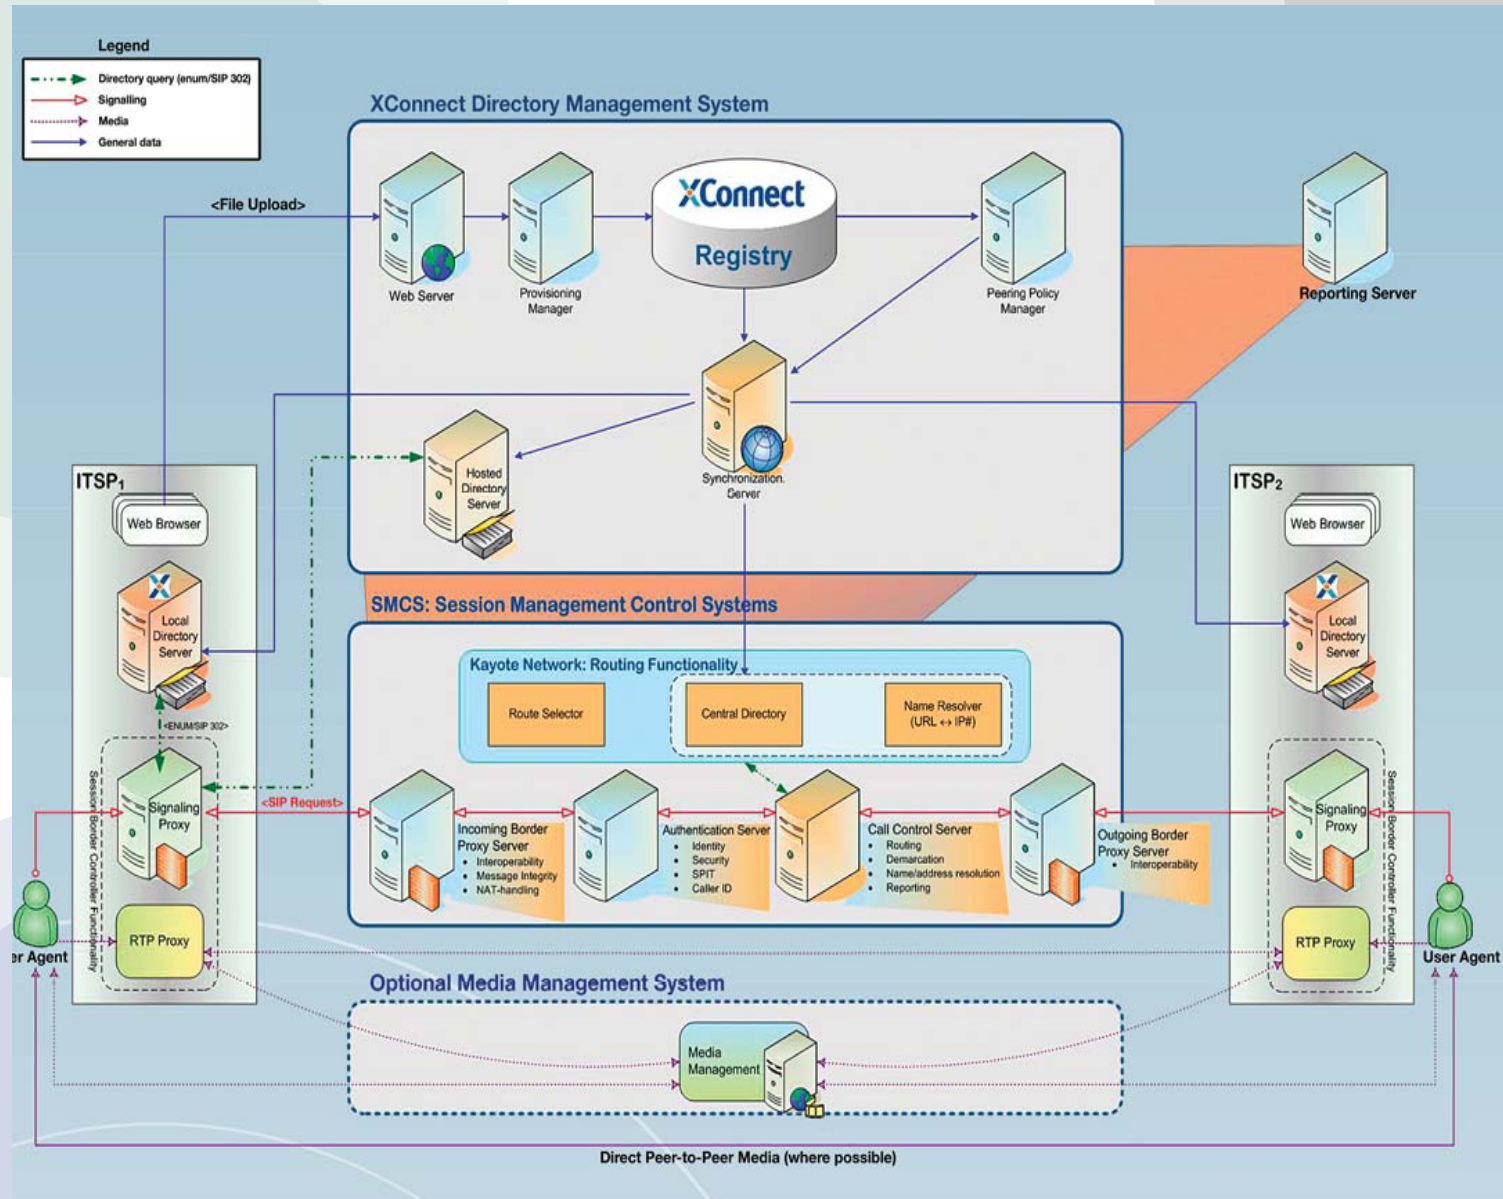 Legend
Directory query (enum/SIP 302)
Signalling
Media
General data
XConnect Directory Management System
<File Upload>
Web Server
Provisioning
Manager
XConnect
Registry
Peering Policy
Manager
Reporting Server
Synchronization.
Server
Hosted
Directory
Server
ITSP1
Web Browser
Local
Directory
Server
<ENUM/SIP 302>
Signaling
Proxy
Session Border Controller Functionality
RTP Proxy
er Agent
<SIP Request>
SMCS: Session Management Control Systems
Kayote Network: Routing Functionality
Route Selector
Central Directory
Name Resolver
(URL ↔ IP#)
Incoming Border
Proxy Server
• Interoperability
• Message Integrity
• NAT-handling
Authentication Server
• Identity
• Security
• SPIT
• Caller ID
Call Control Server
• Routing
• Demarcation
• Name/address resolution
• Reporting
Outgoing Border
Proxy Server
• Interoperability
ITSP2
Web Browser
Local
Directory
Server
Signaling
Proxy
Session Border Controller Functionality
RTP Proxy
User Agent
Optional Media Management System
Media
Management
Direct Peer-to-Peer Media (where possible)